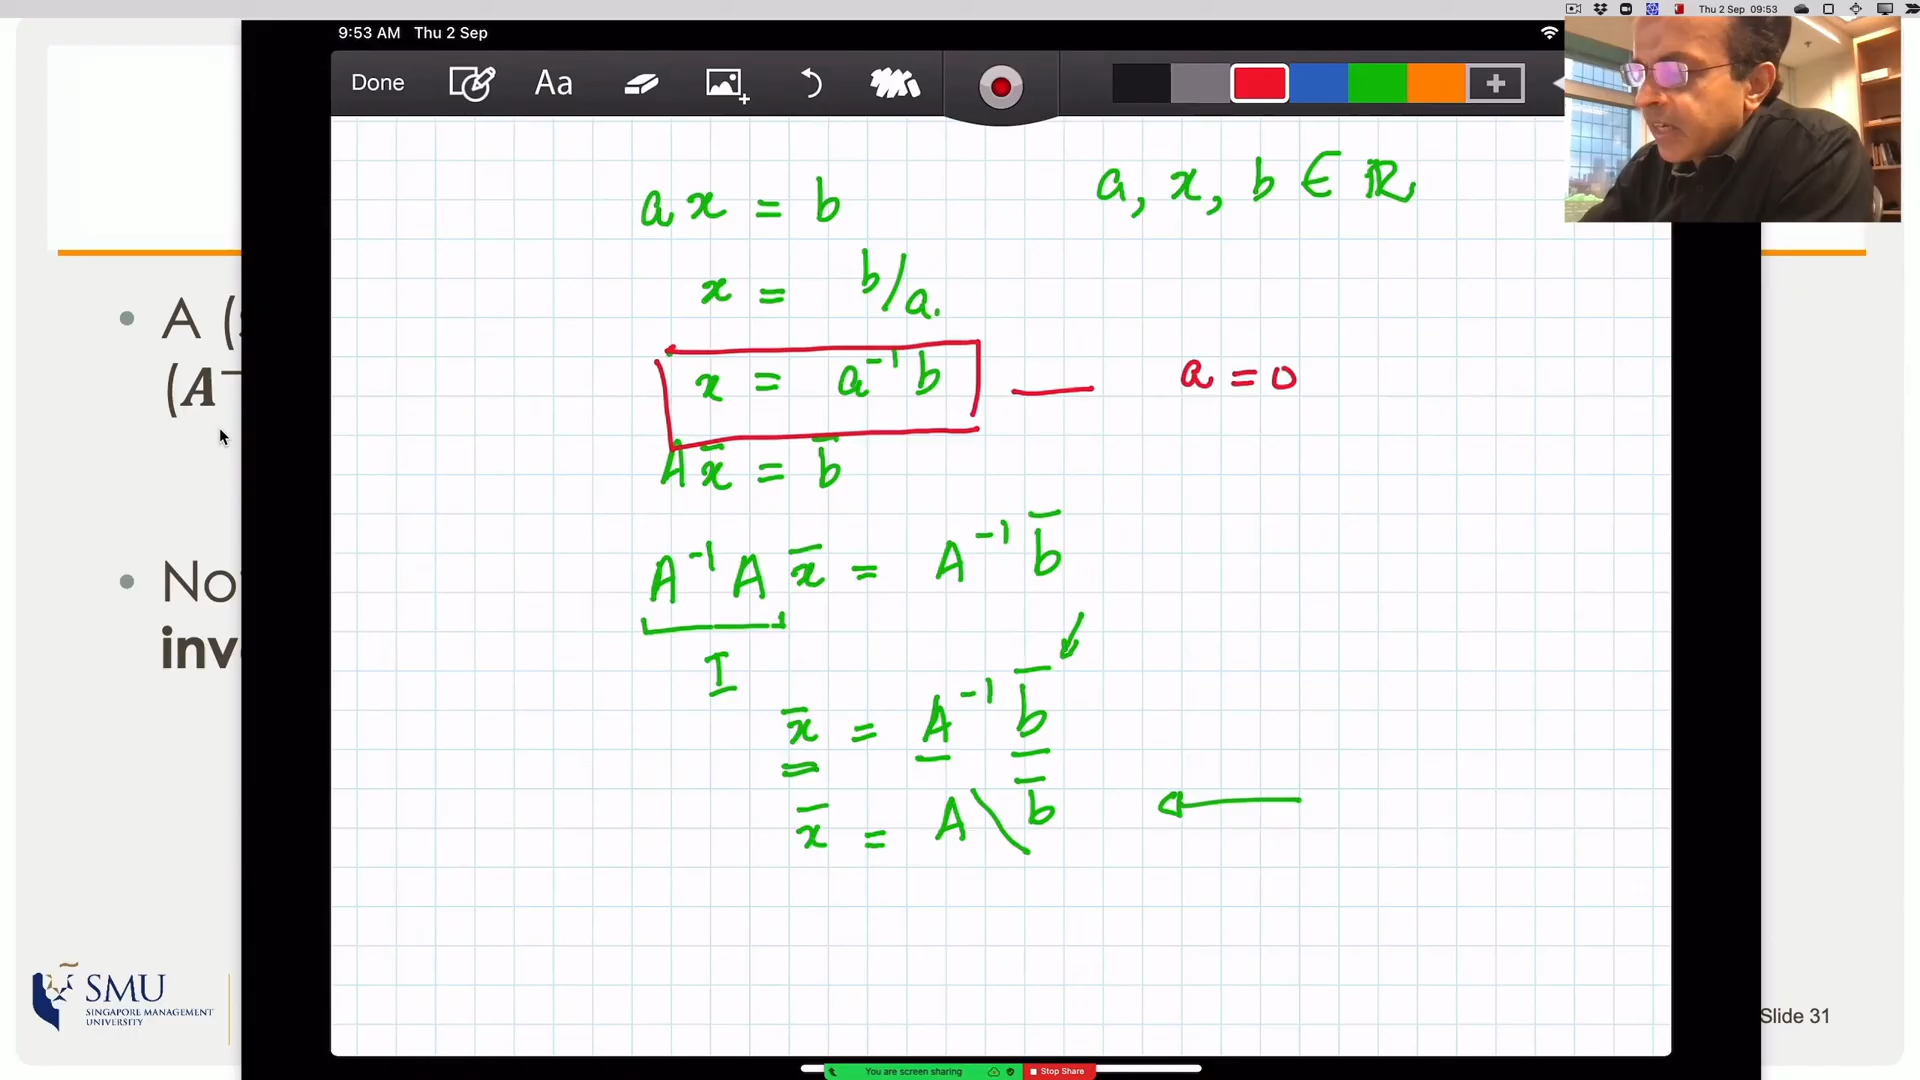 Thu 2 Sep 09:53
9:53 AM Thu 2 Sep
Done
Aa
ax = b
a, x, b ∈ ℝ
x = b/a.
x = a⁻¹ b
a = 0
A x̄ = b̄
A⁻¹ A x̄ = A⁻¹ b̄
I
x̄ = A⁻¹ b̄
x̄ = A \ b̄
• A (
(A⁻
• No
inv
SMU
SINGAPORE MANAGEMENT
UNIVERSITY
Slide 31
You are screen sharing
Stop Share